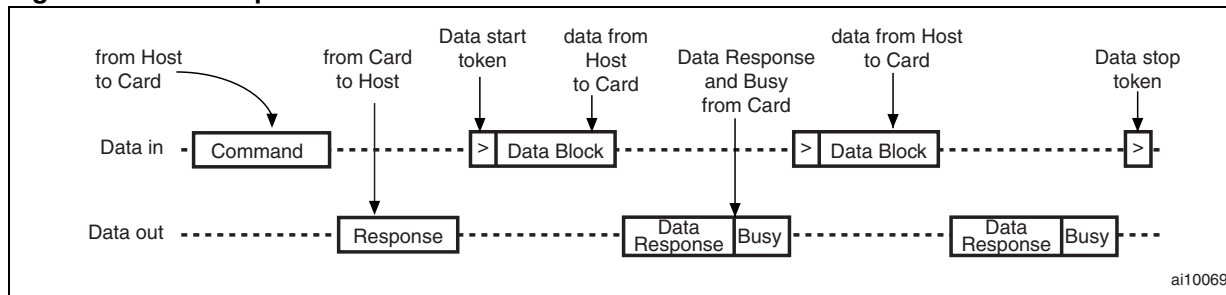 from Host
to Card
from Card
to Host
Data start
token
data from
Host
to Card
Data Response
and Busy
from Card
data from Host
to Card
Data stop
token
Data in
Command
>
Data Block
>
Data Block
>
Data out
Response
Data
Response
Busy
Data
Response
Busy
ai10069